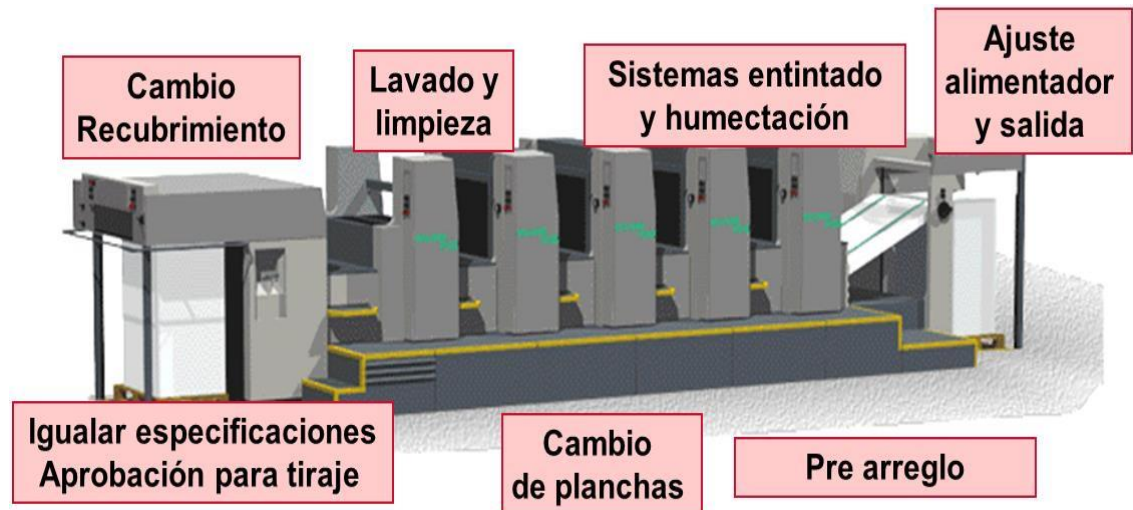 Cambio
Recubrimiento
Lavado y
limpieza
Sistemas entintado
y humectación
Ajuste
alimentador
y salida
Igualar especificaciones
Aprobación para tiraje
Cambio
de planchas
Pre arreglo